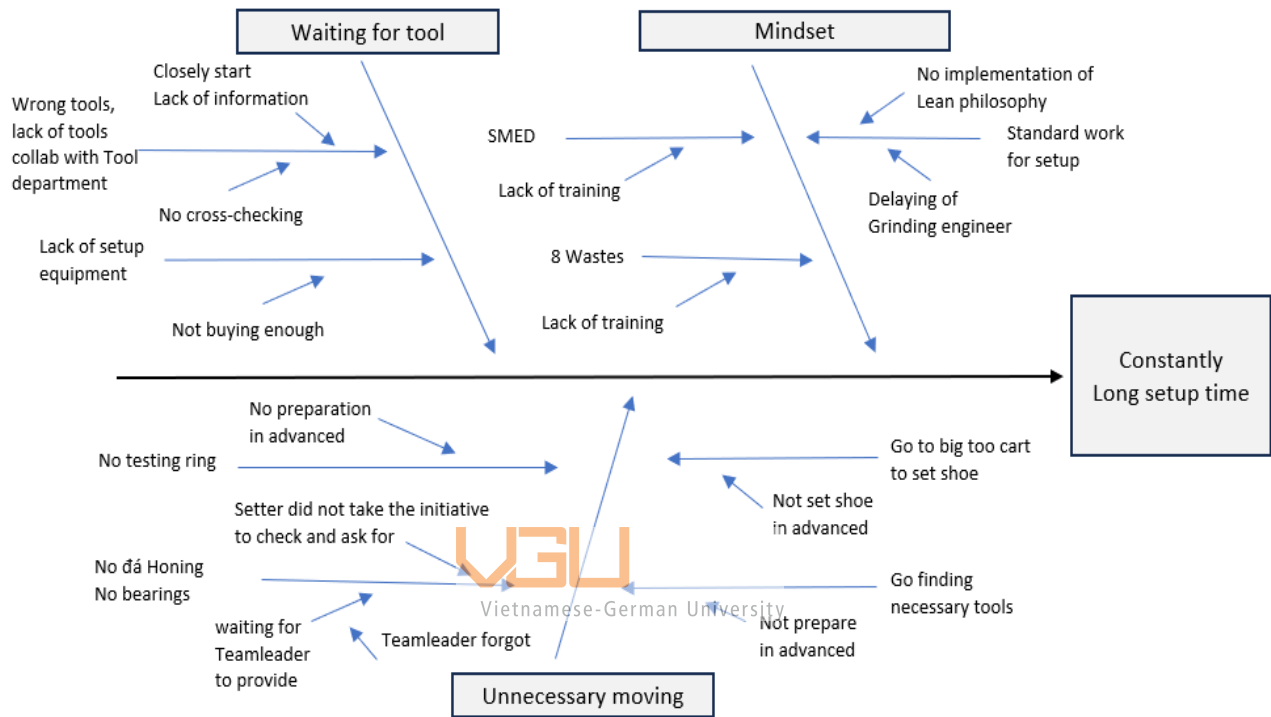 Waiting for tool
Mindset
Closely start
Lack of information
Wrong tools,
lack of tools
collab with Tool
department
No cross-checking
Lack of setup
equipment
Not buying enough
SMED
Lack of training
8 Wastes
Lack of training
No implementation of
Lean philosophy
Standard work
for setup
Delaying of
Grinding engineer
Constantly
Long setup time
No preparation
in advanced
No testing ring
Setter did not take the initiative
to check and ask for
No đá Honing
No bearings
waiting for
Teamleader
to provide
Teamleader forgot
Go to big too cart
to set shoe
Not set shoe
in advanced
Go finding
necessary tools
Not prepare
in advanced
VGU
Vietnamese-German University
Unnecessary moving